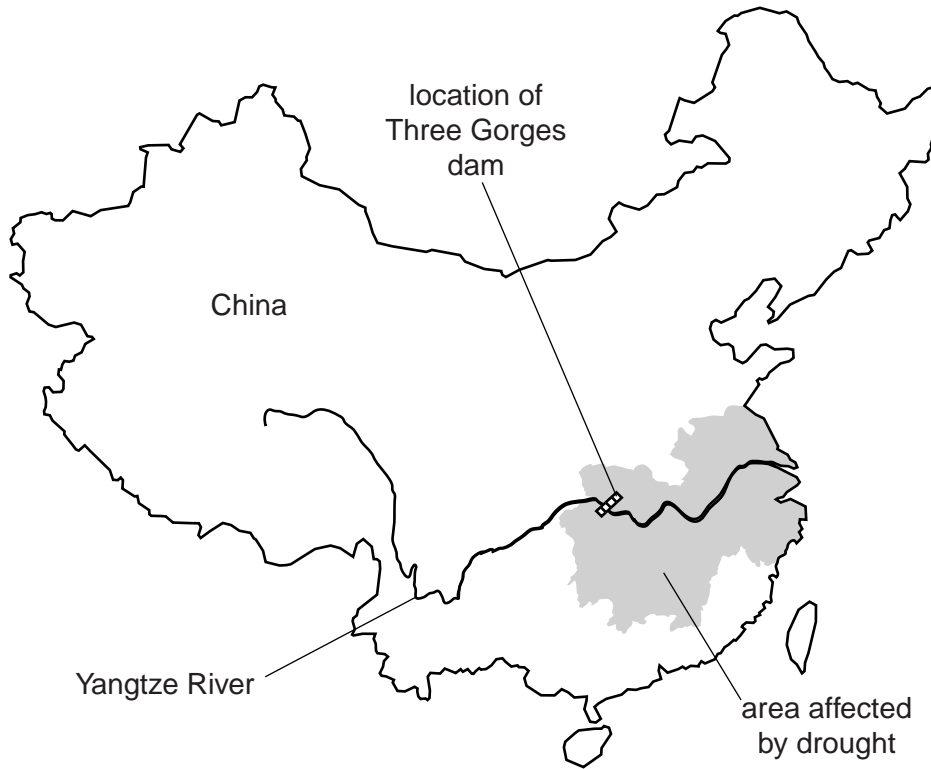 location of
Three Gorges
dam
China
Yangtze River
area affected
by drought